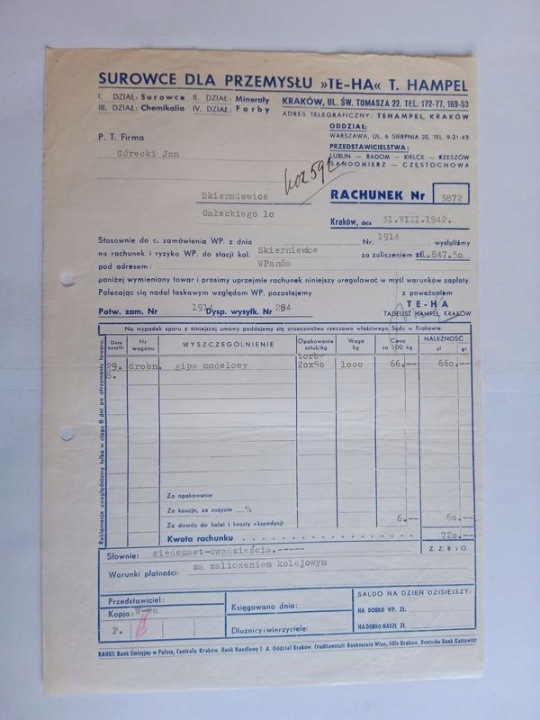 SUROWCE DLA PRZEMYSŁU »TE-HA« T. HAMPEL
I. DZIAŁ: Surowce II. DZIAŁ: Minerały
III. DZIAŁ: Chemikalia IV. DZIAŁ: Farby
KRAKÓW, UL. ŚW. TOMASZA 22. TEL. 172-77, 169-53
ADRES TELEGRAFICZNY: TEHAMPEL, KRAKÓW
ODDZIAŁ:
WARSZAWA, UL. 6 SIERPNIA 20, TEL. 9-31-43
PRZEDSTAWICIELSTWA:
LUBLIN — RADOM — KIELCE — RZESZÓW
SANDOMIERZ — CZĘSTOCHOWA
P. T. Firma
Górecki Jan
Skierniewice
Gałeckiego 10
RACHUNEK Nr 3872
Kraków, dnia 31.VIII.1942.
Stosownie do c. zamówienia WP. z dnia Nr. 1914 wysłaliśmy
na rachunek i ryzyko WP. do stacji kol. Skierniewice za zaliczeniem zł 1.847.50
pod adresem: WPanów
poniżej wymieniony towar i prosimy uprzejmie rachunek niniejszy uregulować w myśl warunków zapłaty.
Polecając się nadal łaskawym względom WP. pozostajemy z poważaniem
Potw. zam. Nr 1914 Dysp. wysyłk. Nr 284
TE-HA
TADEUSZ HAMPEL, KRAKÓW
Na wypadek sporu z niniejszej umowy poddajemy się orzecznictwu rzeczowo właściwego Sądu w Krakowie.
Reklamacje uwzględniamy tylko w ciągu 8 dni po otrzymaniu towaru.
Data wysyłki Nr wagonu WYSZCZEGÓLNIENIE Opakowanie sztuk/kg Waga kg Cena za 100 kg NALEŻNOŚĆ zł gr
torby
29. drobn. gips modelowy 20x50 1000 66.-- 660.--
8.
Za opakowanie
Za kaucje, za zużycie %
Za dowóz do kolei i koszty ekspedycji 6.-- 60.--
Kwota rachunku 720.--
Słownie: siedemset-dwadzieścia.-----
Z. Z. B i O.
Warunki płatności: za zaliczeniem kolejowym
Przedstawiciel:
Kopja:
P.
Księgowano dnia:
Dłużnicy: wierzyciele:
SALDO NA DZIEŃ DZISIEJSZY:
NA DOBRO WP. ZŁ.
NA DOBRO NASZE ZŁ.
BANKI: Bank Emisyjny w Polsce, Centrala Kraków. Bank Handlowy S. A. Oddział Kraków. Creditanstalt Bankverein Wien, filia Krakau. Deutsche Bank Kattowitz